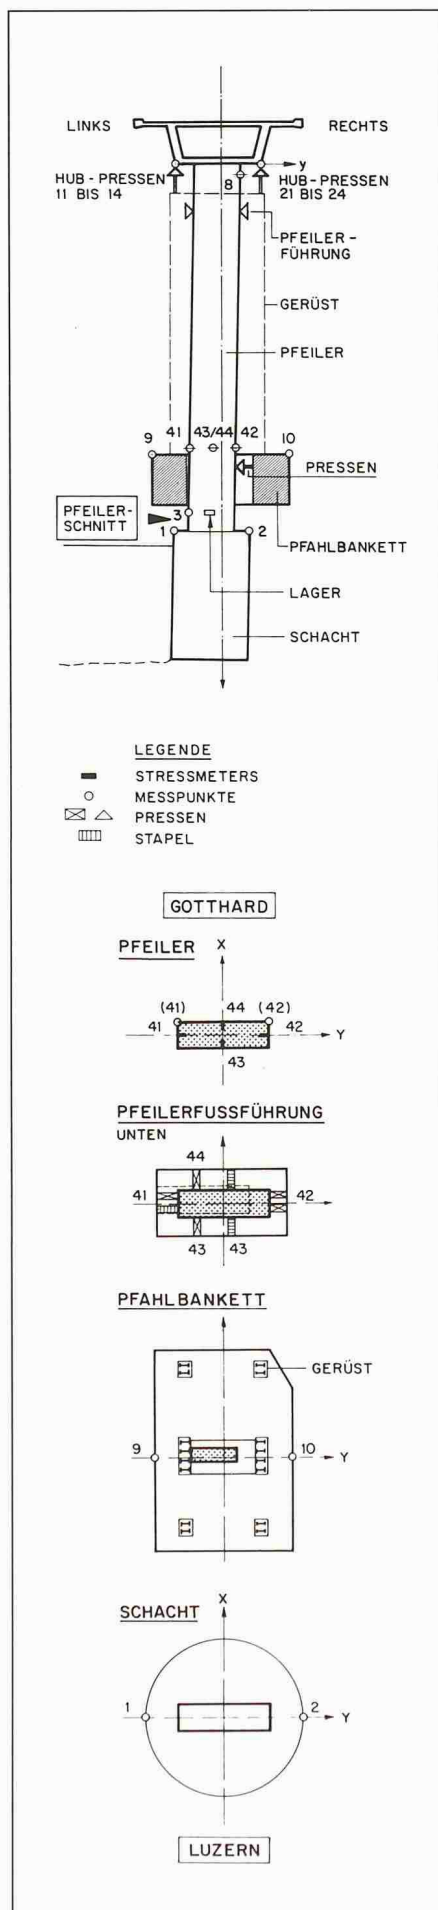 LINKS RECHTS
y
HUB-PRESSEN
11 BIS 14
8
HUB-PRESSEN
21 BIS 24
PFEILER-
FÜHRUNG
GERÜST
PFEILER
9 41 43/44 42 10
PRESSEN
PFEILER-
SCHNITT
3
1 2
PFAHLBANKETT
LAGER
SCHACHT
LEGENDE
STRESSMETERS
MESSPUNKTE
PRESSEN
STAPEL
GOTTHARD
PFEILER
X
(41) 44 (42)
41 42 Y
43
PFEILERFUSSFÜHRUNG
UNTEN
44
41 42
43 43
PFAHLBANKETT
GERÜST
9 10 Y
X
SCHACHT
1 2 Y
LUZERN